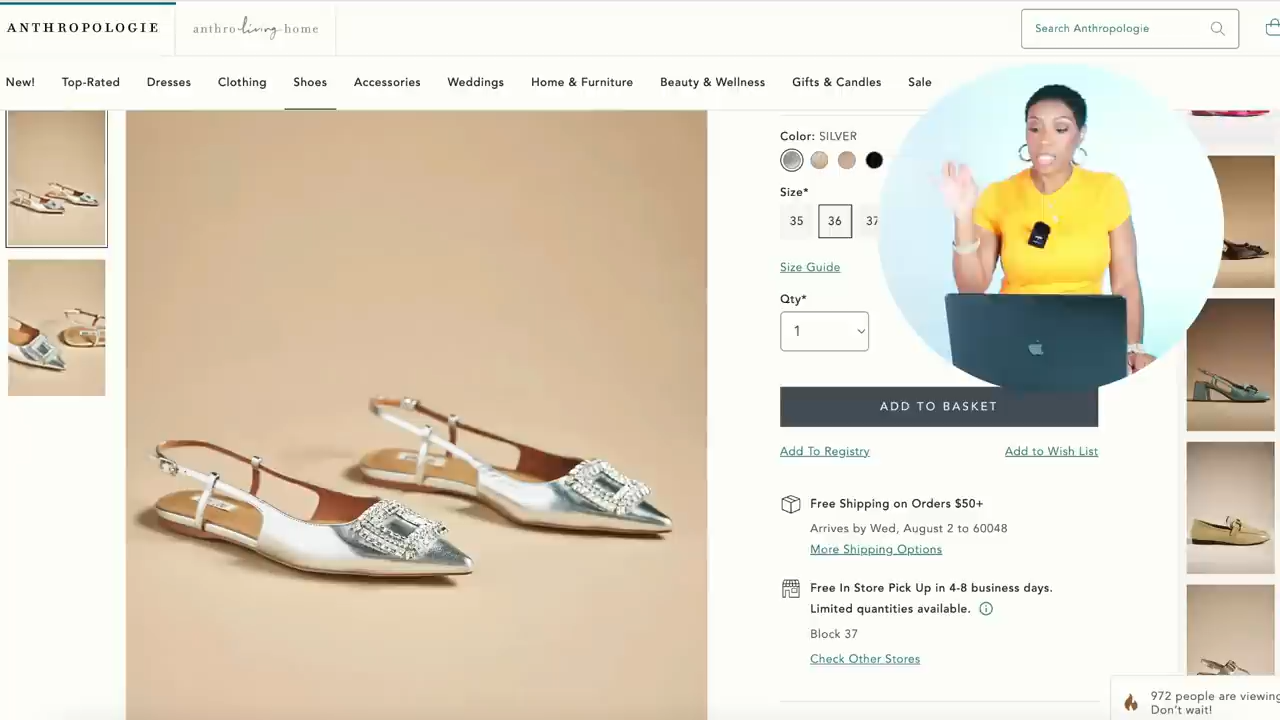 ANTHROPOLOGIE
anthro living home
Search Anthropologie
New! Top-Rated Dresses Clothing Shoes Accessories Weddings Home & Furniture Beauty & Wellness Gifts & Candles Sale
Color: SILVER
Size*
35 36 37
Size Guide
Qty*
1
ADD TO BASKET
Add To Registry Add to Wish List
Free Shipping on Orders $50+
Arrives by Wed, August 2 to 60048
More Shipping Options
Free In Store Pick Up in 4-8 business days.
Limited quantities available.
Block 37
Check Other Stores
972 people are viewing
Don't wait!